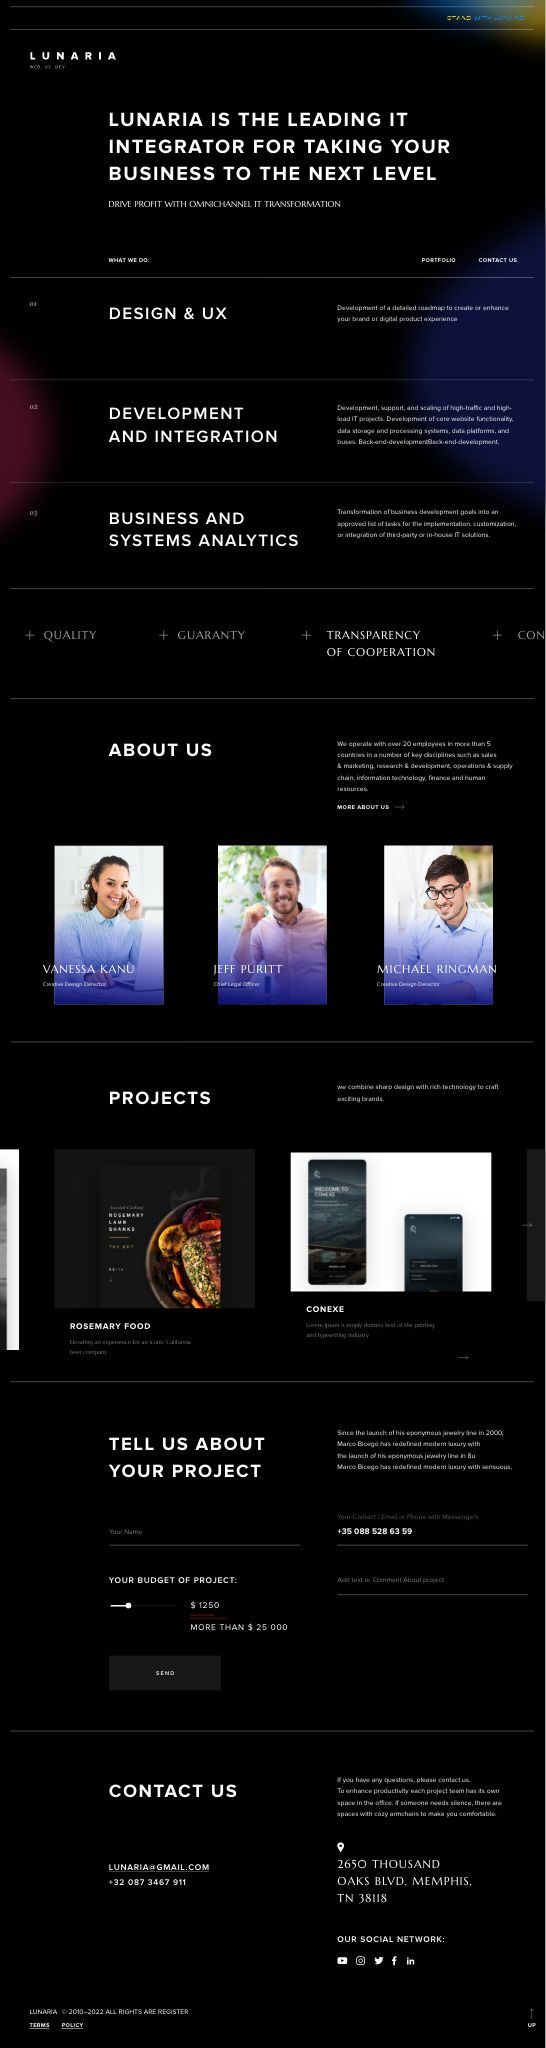 STAND WITH UKRAINE
LUNARIA
WEB UI DEV
LUNARIA IS THE LEADING IT
INTEGRATOR FOR TAKING YOUR
BUSINESS TO THE NEXT LEVEL
DRIVE PROFIT WITH OMNICHANNEL IT TRANSFORMATION
WHAT WE DO:
PORTFOLIO
CONTACT US
01
DESIGN & UX
Development of a detailed roadmap to create or enhance
your brand or digital product experience
02
DEVELOPMENT
AND INTEGRATION
Development, support, and scaling of high-traffic and high-
load IT projects. Development of core website functionality,
data storage and processing systems, data platforms, and
buses. Back-end-developmentBack-end-development.
03
BUSINESS AND
SYSTEMS ANALYTICS
Transformation of business development goals into an
approved list of tasks for the implementation, customization,
or integration of third-party or in-house IT solutions.
+ QUALITY
+ GUARANTY
+ TRANSPARENCY
OF COOPERATION
+ CON
ABOUT US
We operate with over 20 employees in more than 5
countries in a number of key disciplines such as sales
& marketing, research & development, operations & supply
chain, information technology, finance and human
resources.
MORE ABOUT US →
VANESSA KANU
Creative Design Derector
JEFF PURITT
Chief Legal Officer
MICHAEL RINGMAN
Creative Design Derector
PROJECTS
we combine sharp design with rich technology to craft
exciting brands.
Assisted Cooking
ROSEMARY
LAMB
SHANKS
TRY OUT
WELCOME TO
CONEXE
ROSEMARY FOOD
Elevating an experience for an iconic California
beer company
CONEXE
Lorem Ipsum is simply dummy text of the printing
and typesetting industry
TELL US ABOUT
YOUR PROJECT
Since the launch of his eponymous jewelry line in 2000,
Marco Bicego has redefined modern luxury with
the launch of his eponymous jewelry line in 8u
Marco Bicego has redefined modern luxury with sensuous,
Your Name
Your Contact / Email or Phone with Messengers
+35 088 528 63 59
YOUR BUDGET OF PROJECT:
$ 1250
MORE THAN $ 25 000
Add text or Comment About project
SEND
CONTACT US
If you have any questions, please contact us.
To enhance productivity each project team has its own
space in the office. If someone needs silence, there are
spaces with cozy armchairs to make you comfortable.
LUNARIA@GMAIL.COM
+32 087 3467 911
2650 THOUSAND
OAKS BLVD, MEMPHIS,
TN 38118
OUR SOCIAL NETWORK:
LUNARIA © 2010–2022 ALL RIGHTS ARE REGISTER
TERMS POLICY
UP